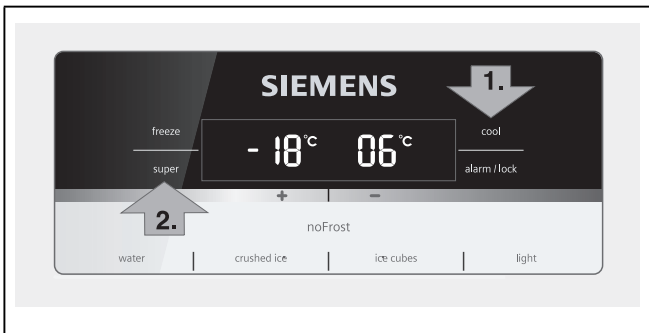 SIEMENS
1.
freeze
cool
- 18°C 06°C
super
alarm / lock
+ −
2.
noFrost
water crushed ice ice cubes light